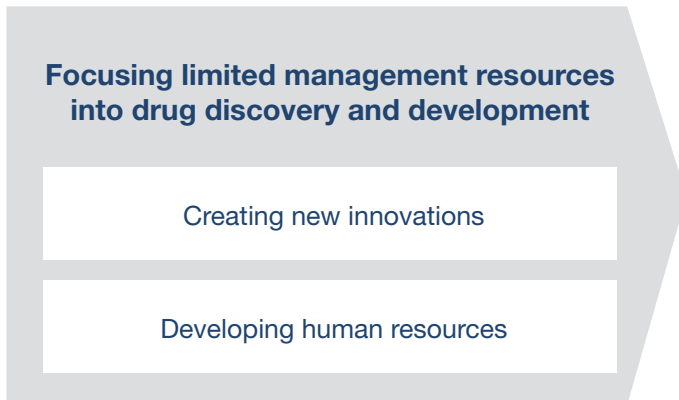 Focusing limited management resources
into drug discovery and development
Creating new innovations
Developing human resources